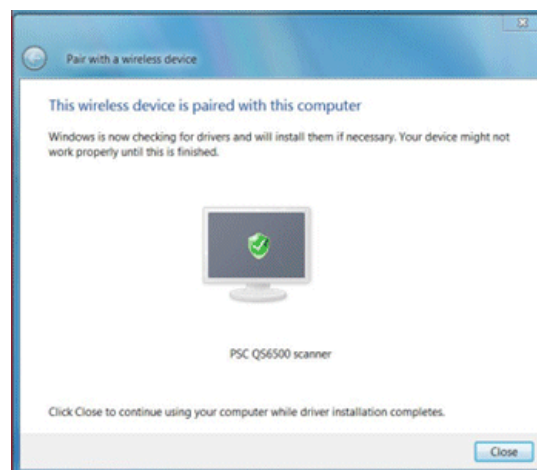 Pair with a wireless device
This wireless device is paired with this computer
Windows is now checking for drivers and will install them if necessary. Your device might not
work properly until this is finished.
PSC QS6500 scanner
Click Close to continue using your computer while driver installation completes.
Close